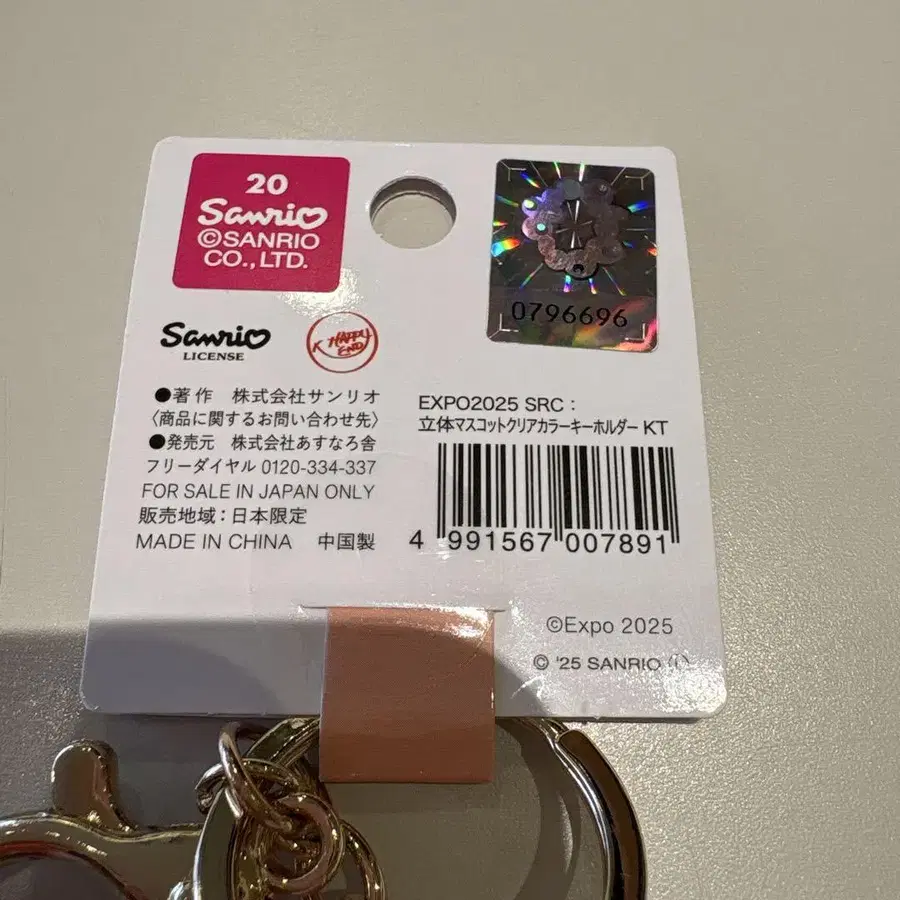 20
Sanrio
©SANRIO
CO., LTD.
0796696
Sanrio
LICENSE
K HAPPY
END
●著作 株式会社サンリオ
〈商品に関するお問い合わせ先〉
●発売元 株式会社あすなろ舎
フリーダイヤル 0120-334-337
FOR SALE IN JAPAN ONLY
販売地域：日本限定
MADE IN CHINA 中国製
EXPO2025 SRC：
立体マスコットクリアカラーキーホルダー KT
4 991567 007891
©Expo 2025
© '25 SANRIO (L)